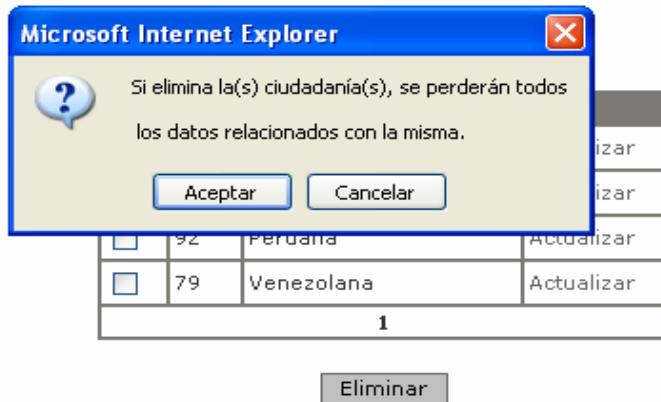 Microsoft Internet Explorer
Si elimina la(s) ciudadanía(s), se perderán todos
los datos relacionados con la misma.
Aceptar Cancelar
izar
izar
92 Peruana Actualizar
79 Venezolana Actualizar
1
Eliminar